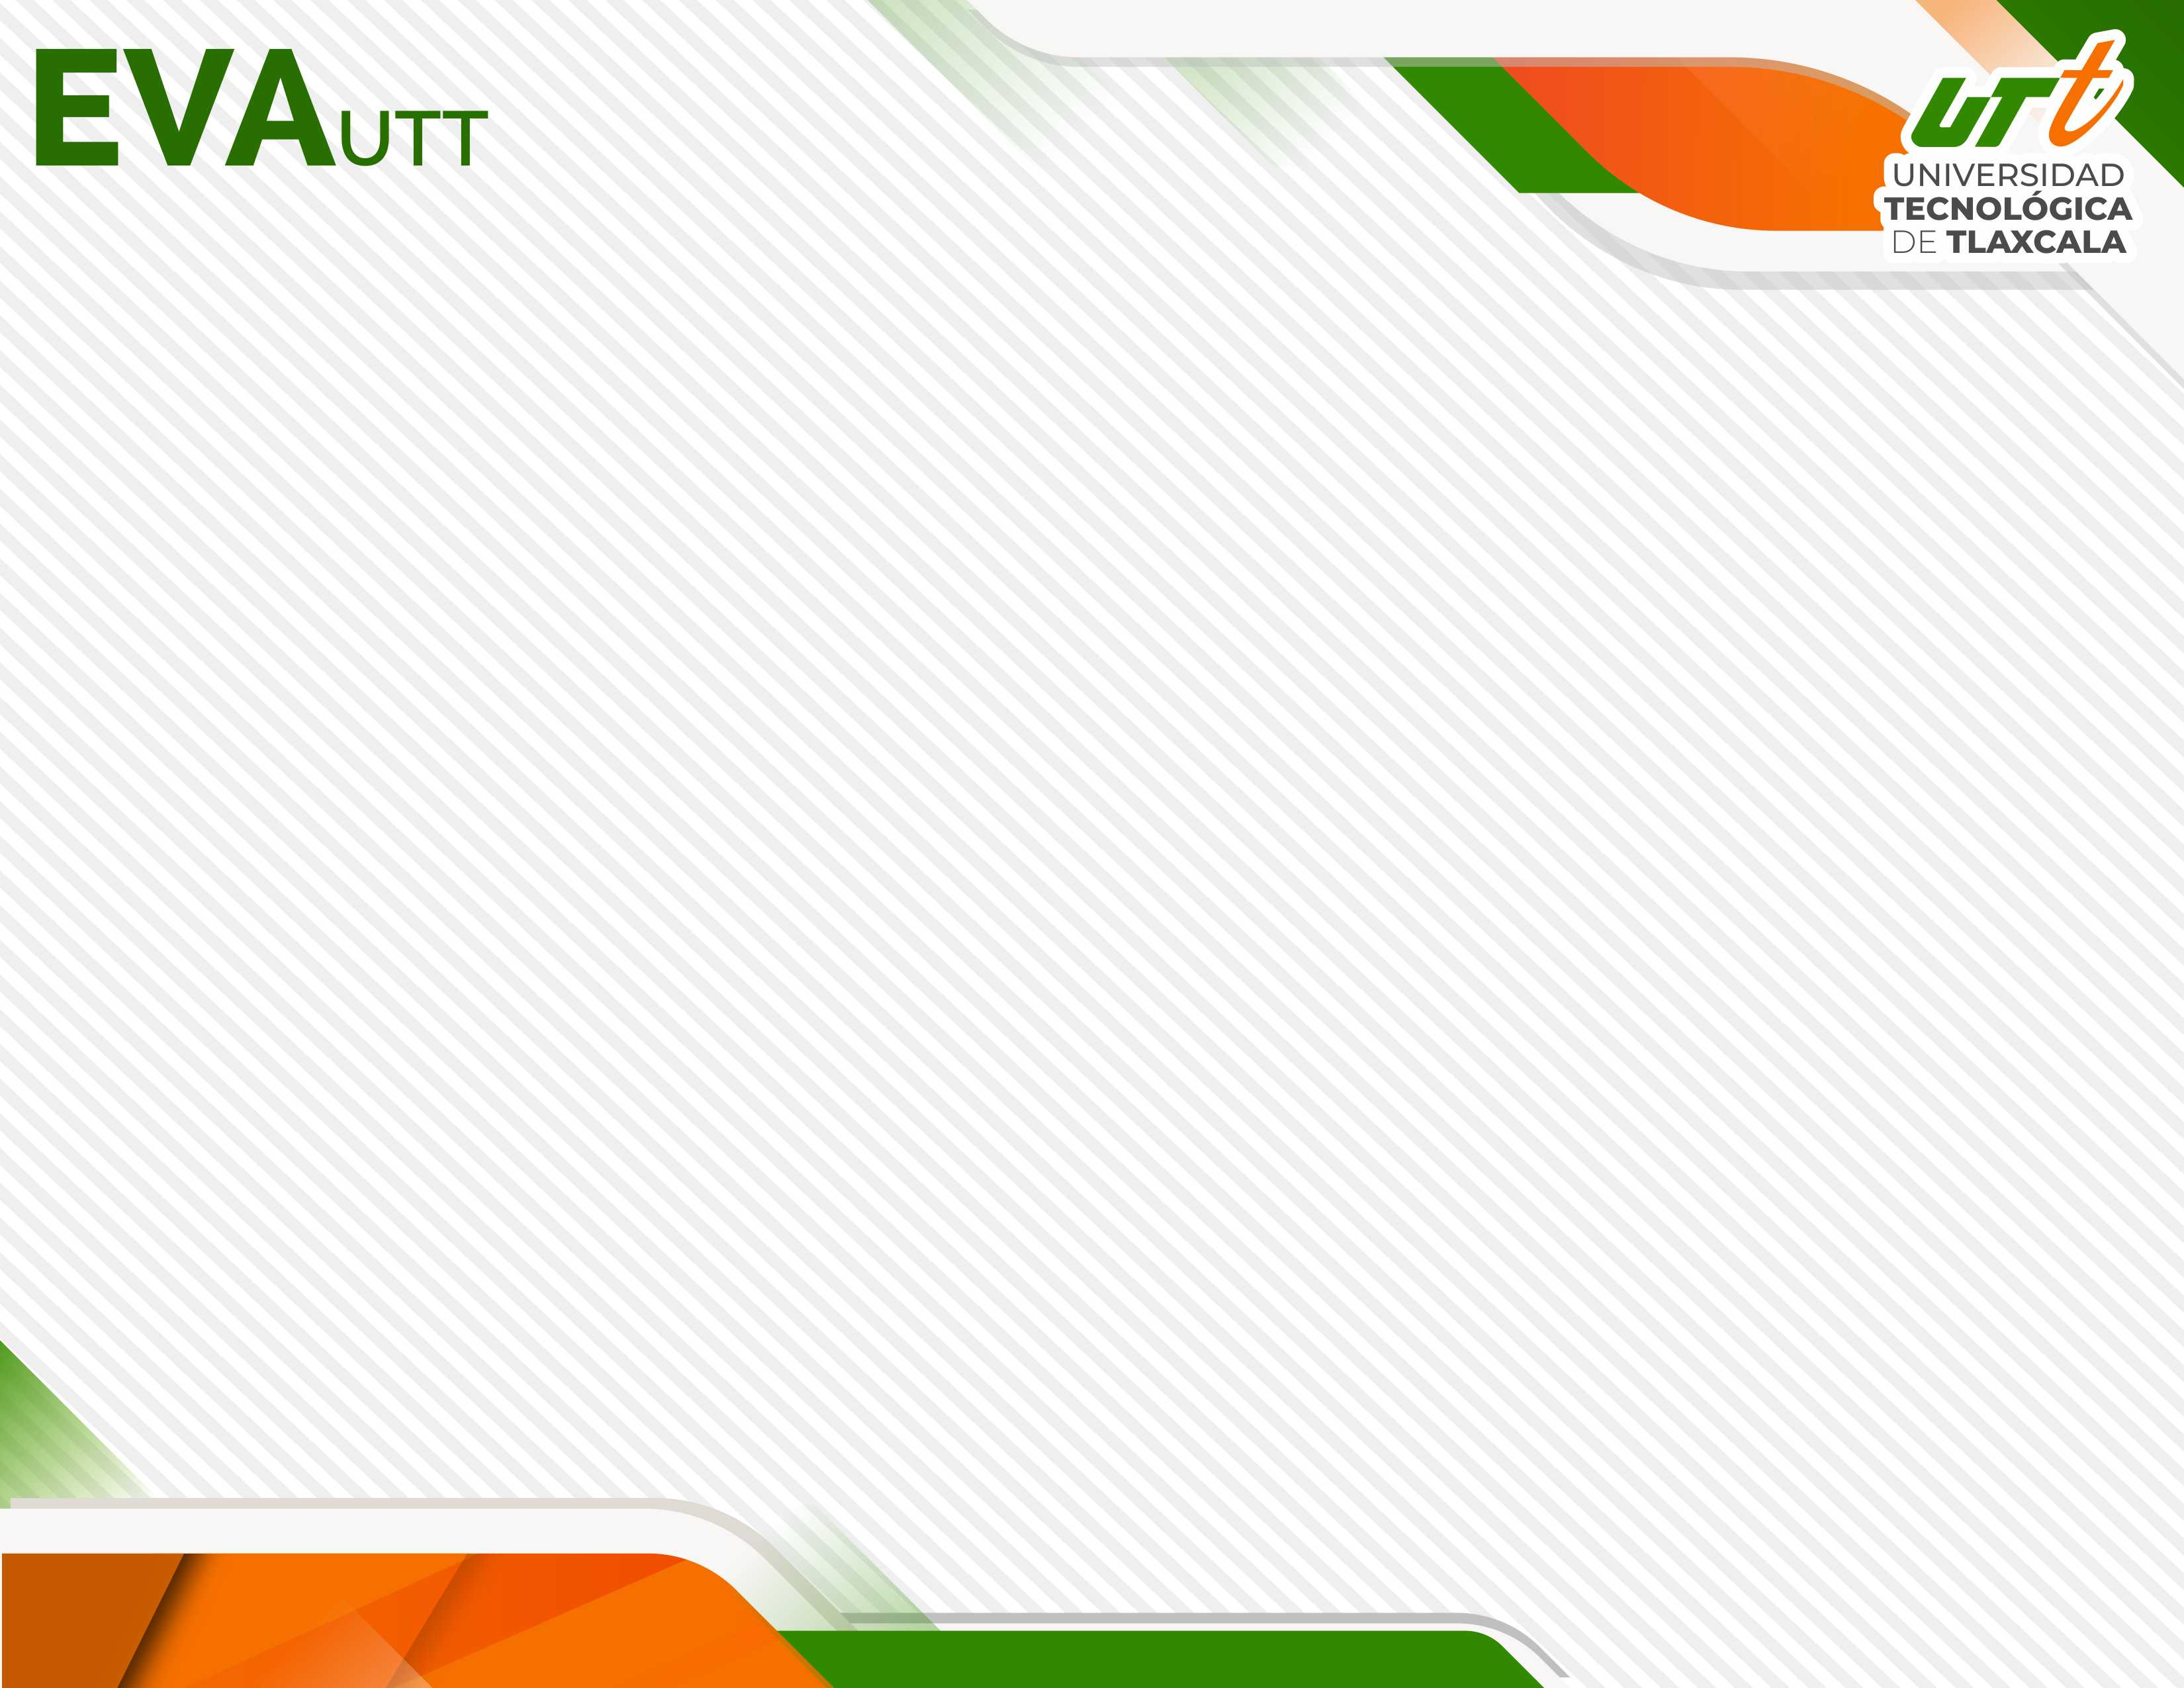 EVAUTT
UTt
UNIVERSIDAD
TECNOLÓGICA
DE TLAXCALA